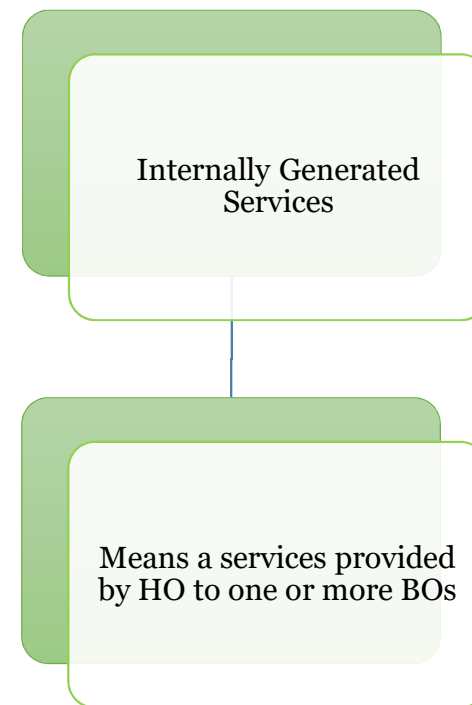 Internally Generated
Services
Means a services provided
by HO to one or more BOs